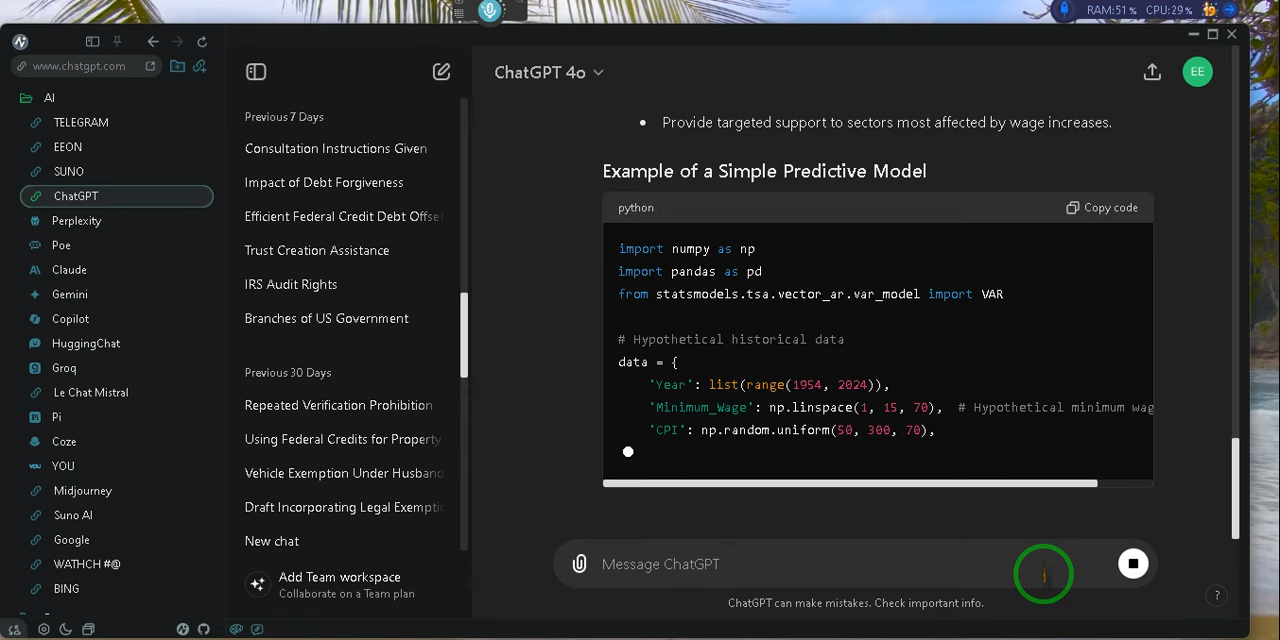 RAM:51% CPU:29%
www.chatgpt.com
AI
TELEGRAM
EEON
SUNO
ChatGPT
Perplexity
Poe
Claude
Gemini
Copilot
HuggingChat
Groq
Le Chat Mistral
Pi
Coze
YOU
Midjourney
Suno AI
Google
WATHCH #@
BING
Previous 7 Days
Consultation Instructions Given
Impact of Debt Forgiveness
Efficient Federal Credit Debt Offset
Trust Creation Assistance
IRS Audit Rights
Branches of US Government
Previous 30 Days
Repeated Verification Prohibition
Using Federal Credits for Property
Vehicle Exemption Under Husband
Draft Incorporating Legal Exemptio
New chat
Add Team workspace
Collaborate on a Team plan
ChatGPT 4o
EE
Provide targeted support to sectors most affected by wage increases.
Example of a Simple Predictive Model
python
Copy code
import numpy as np
import pandas as pd
from statsmodels.tsa.vector_ar.var_model import VAR
# Hypothetical historical data
data = {
'Year': list(range(1954, 2024)),
'Minimum_Wage': np.linspace(1, 15, 70), # Hypothetical minimum wag
'CPI': np.random.uniform(50, 300, 70),
Message ChatGPT
ChatGPT can make mistakes. Check important info.
?